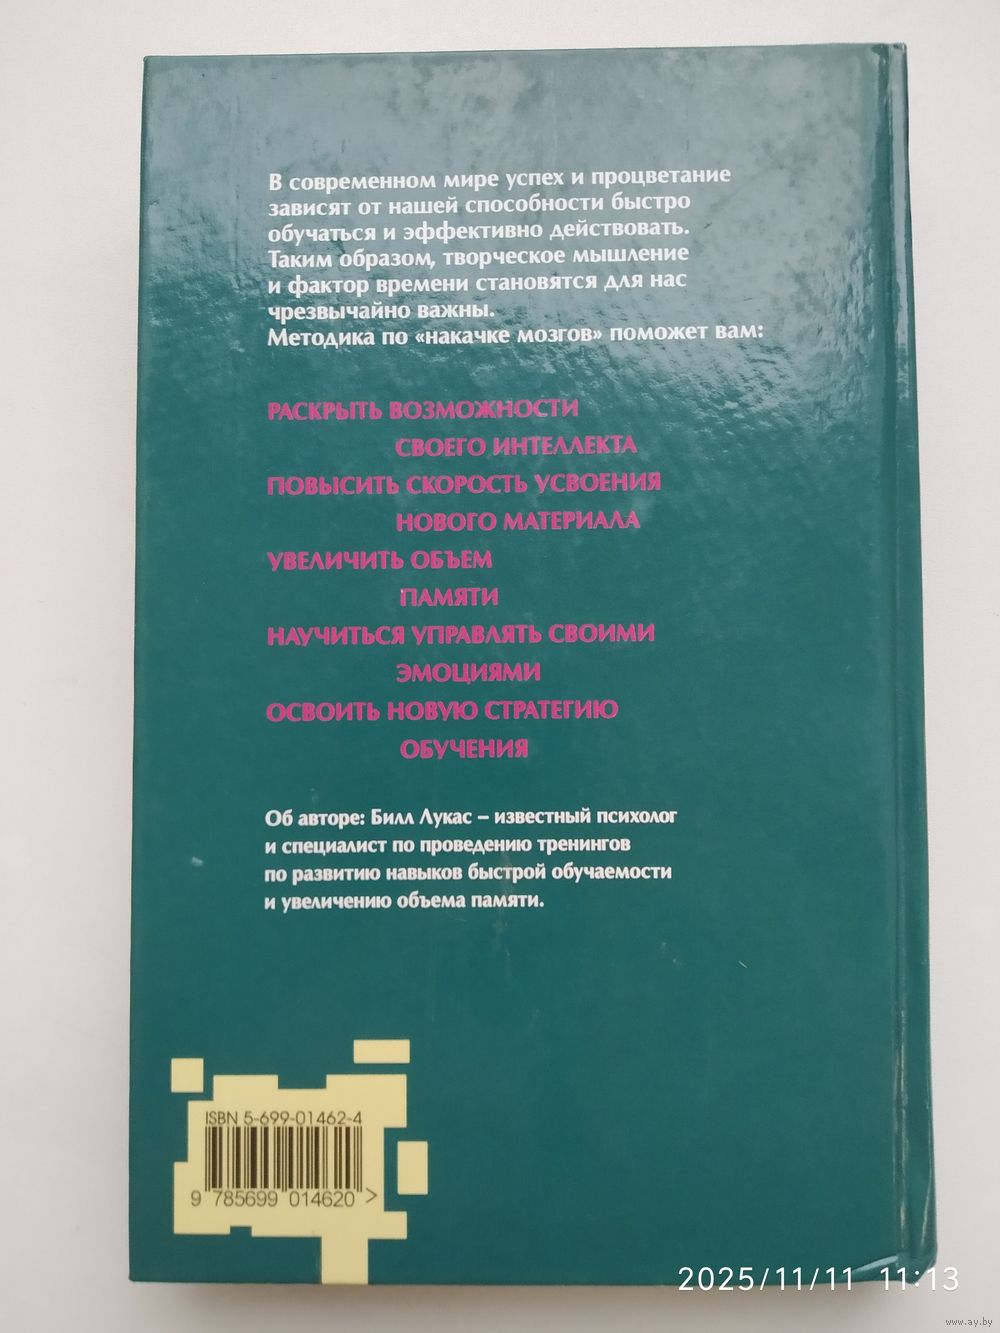 В современном мире успех и процветание
зависят от нашей способности быстро
обучаться и эффективно действовать.
Таким образом, творческое мышление
и фактор времени становятся для нас
чрезвычайно важны.
Методика по «накачке мозгов» поможет вам:
РАСКРЫТЬ ВОЗМОЖНОСТИ
СВОЕГО ИНТЕЛЛЕКТА
ПОВЫСИТЬ СКОРОСТЬ УСВОЕНИЯ
НОВОГО МАТЕРИАЛА
УВЕЛИЧИТЬ ОБЪЕМ
ПАМЯТИ
НАУЧИТЬСЯ УПРАВЛЯТЬ СВОИМИ
ЭМОЦИЯМИ
ОСВОИТЬ НОВУЮ СТРАТЕГИЮ
ОБУЧЕНИЯ
Об авторе: Билл Лукас – известный психолог
и специалист по проведению тренингов
по развитию навыков быстрой обучаемости
и увеличению объема памяти.
ISBN 5-699-01462-4
9 785699 014620 >
2025/11/11 11:13
www.ay.by